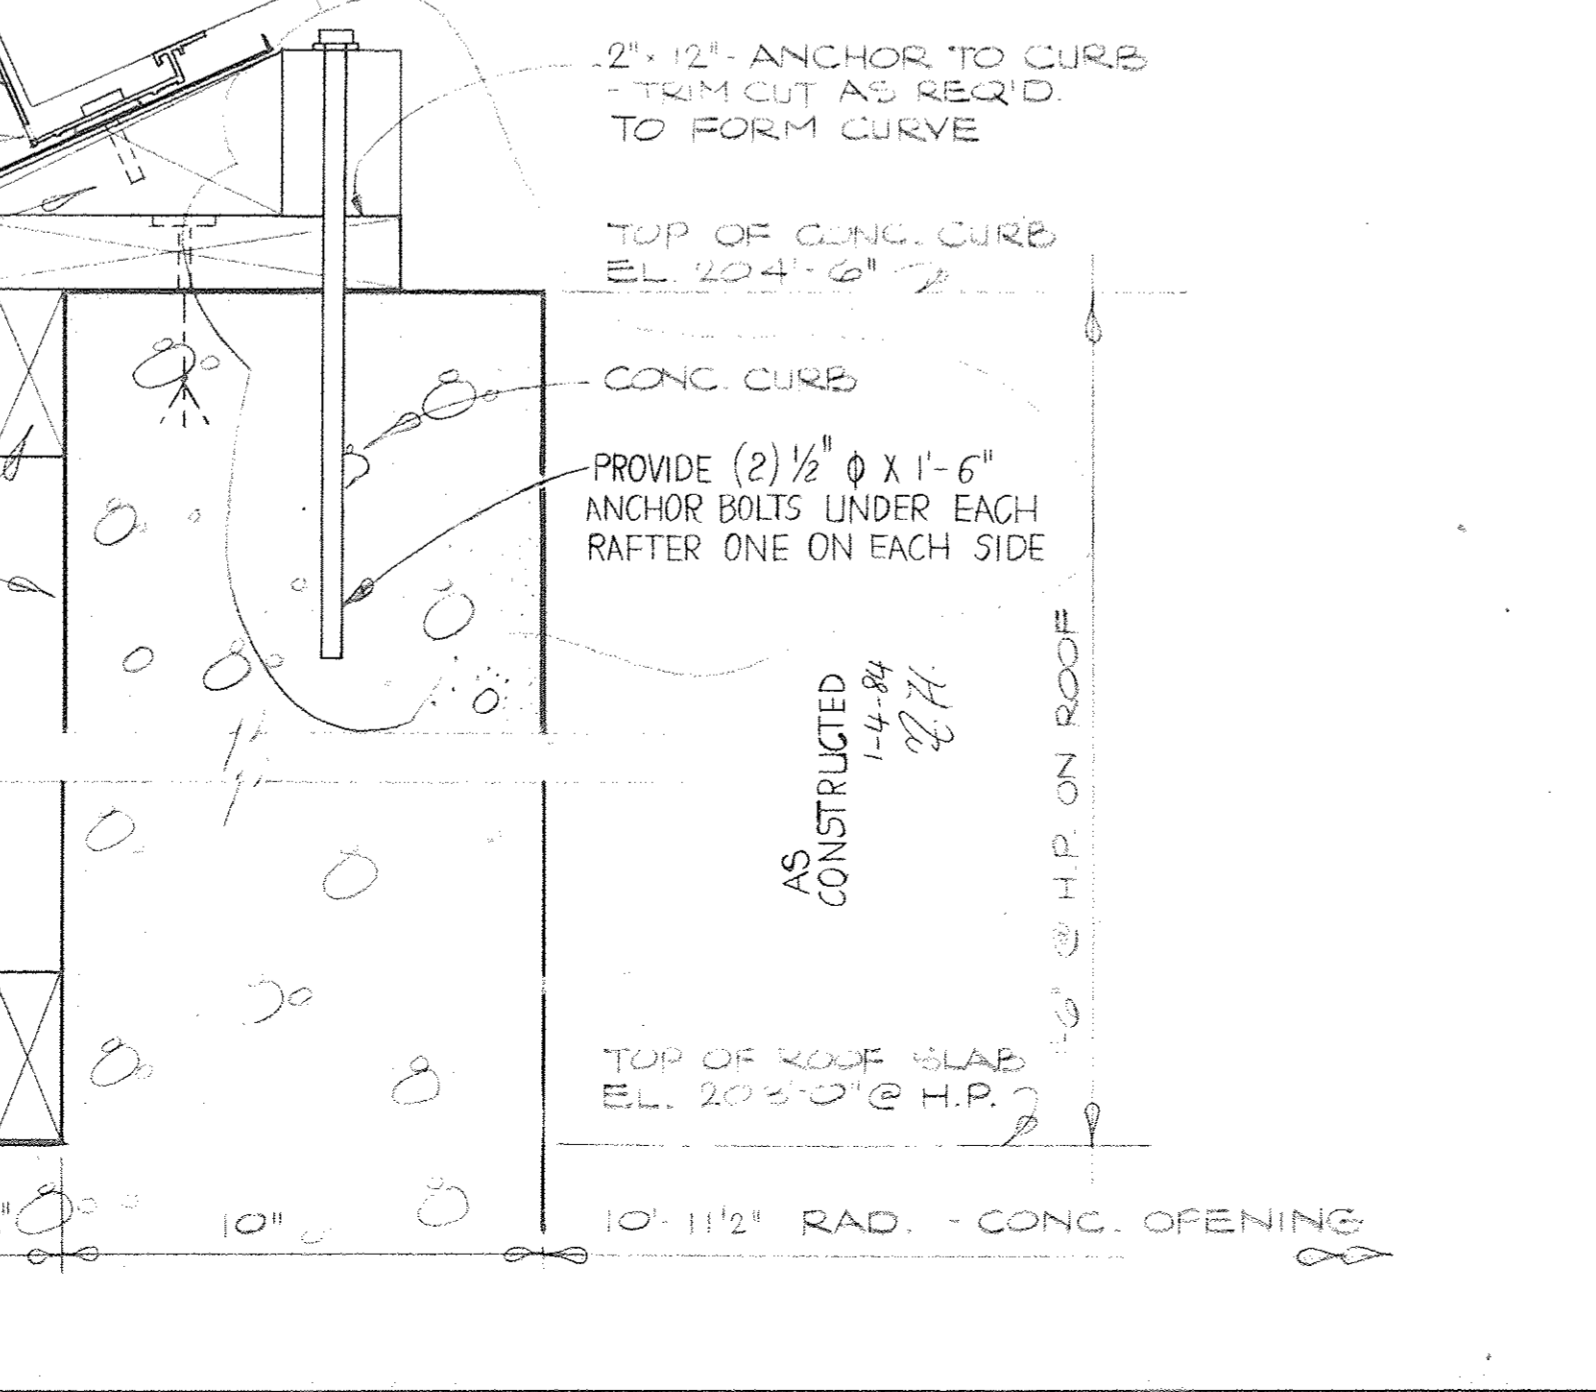 2" x 12" - ANCHOR TO CURB
- TRIM CUT AS REQ'D.
TO FORM CURVE
TOP OF CONC. CURB
EL. 204'-6"
CONC. CURB
PROVIDE (2) ½" ϕ X 1'-6"
ANCHOR BOLTS UNDER EACH
RAFTER ONE ON EACH SIDE
AS
CONSTRUCTED
1-4-84
-6" @ H.P. ON ROOF
TOP OF ROOF SLAB
EL. 203'-0" @ H.P.
10"
10'-11½" RAD. - CONC. OPENING